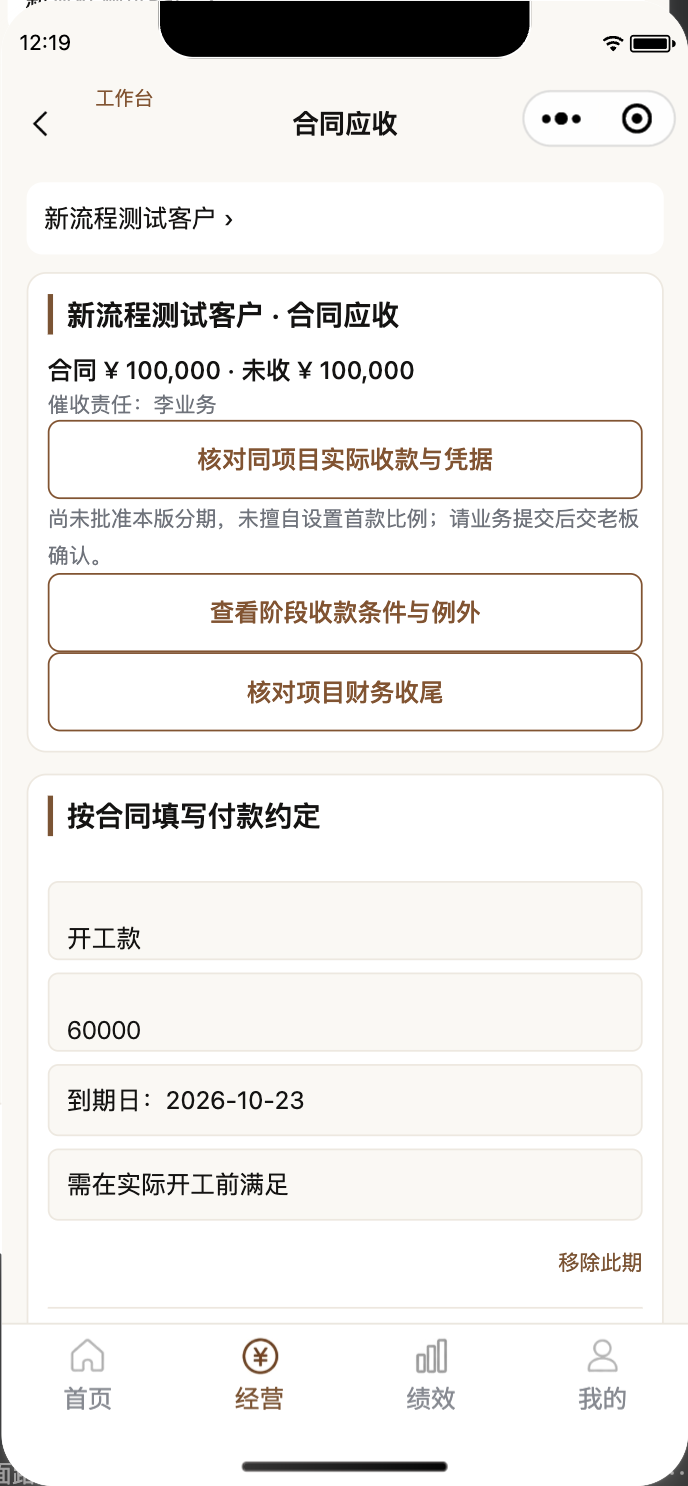 12:19
工作台
合同应收
新流程测试客户 ›
新流程测试客户 · 合同应收
合同 ¥ 100,000 · 未收 ¥ 100,000
催收责任：李业务
核对同项目实际收款与凭据
尚未批准本版分期，未擅自设置首款比例；请业务提交后交老板
确认。
查看阶段收款条件与例外
核对项目财务收尾
按合同填写付款约定
开工款
60000
到期日：2026-10-23
需在实际开工前满足
移除此期
首页
经营
绩效
我的